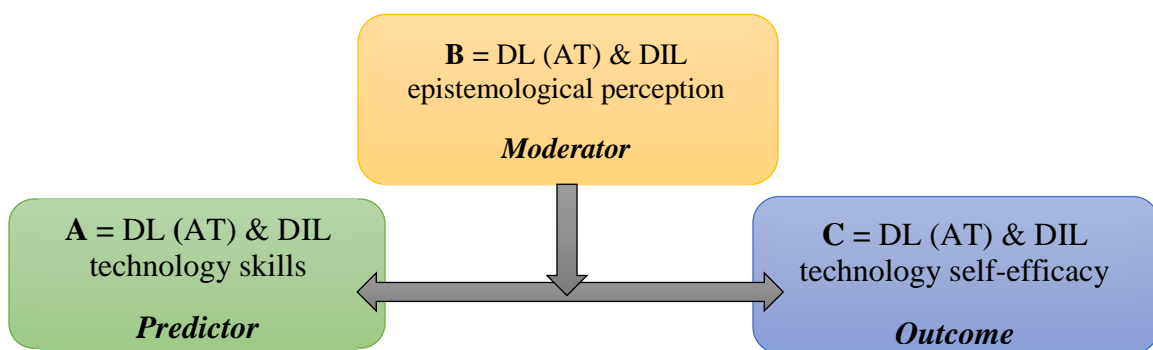 B = DL (AT) & DIL
epistemological perception
Moderator
A = DL (AT) & DIL
technology skills
Predictor
C = DL (AT) & DIL
technology self-efficacy
Outcome